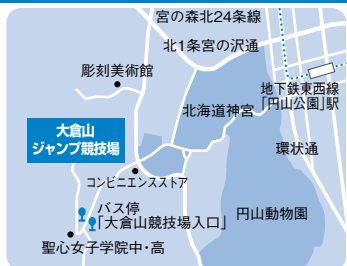 宮の森北24条線
北1条宮の沢通
彫刻美術館
地下鉄東西線
「円山公園」駅
北海道神宮
大倉山
ジャンプ競技場
環状通
コンビニエンスストア
バス停
「大倉山競技場入口」
円山動物園
聖心女子学院中・高